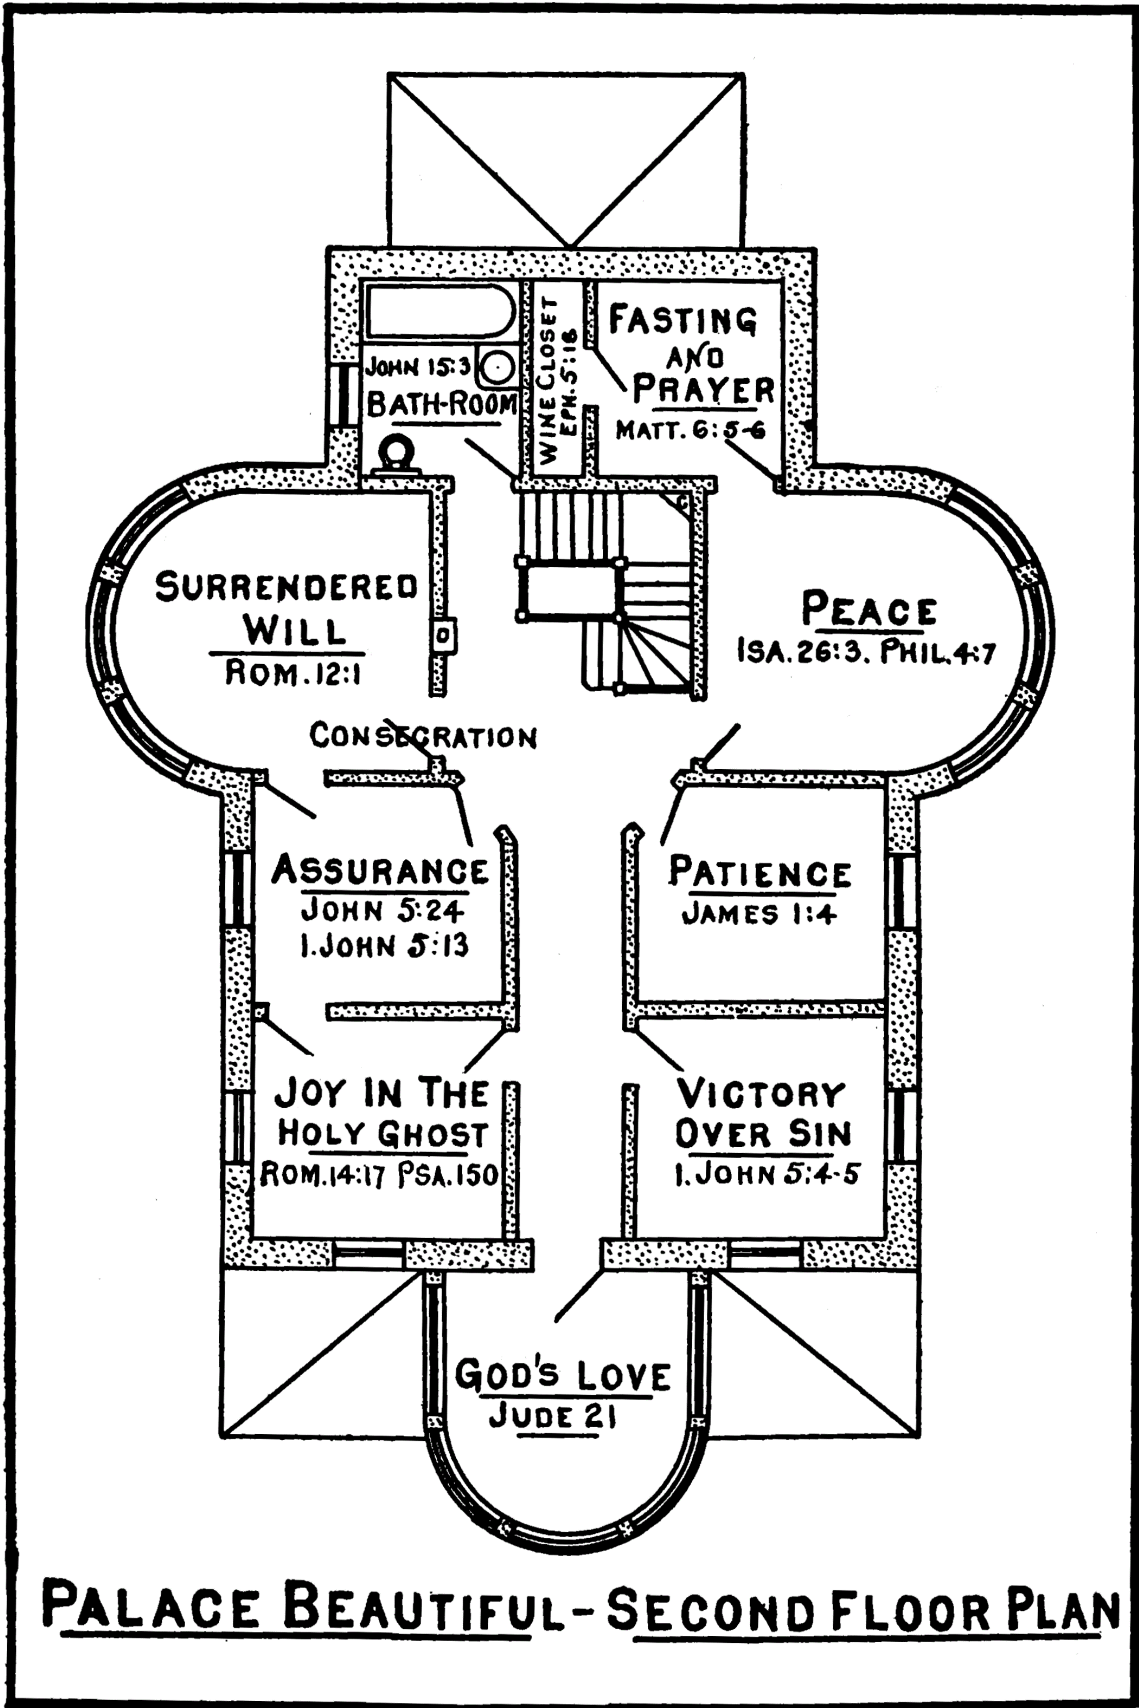 JOHN 15:3
BATH-ROOM
WINE CLOSET
EPH. 5:18
FASTING
AND
PRAYER
MATT. 6:5-6
SURRENDERED
WILL
ROM. 12:1
PEACE
ISA. 26:3. PHIL. 4:7
CONSECRATION
ASSURANCE
JOHN 5:24
1. JOHN 5:13
PATIENCE
JAMES 1:4
JOY IN THE
HOLY GHOST
ROM. 14:17 PSA. 150
VICTORY
OVER SIN
1. JOHN 5:4-5
GOD'S LOVE
JUDE 21
PALACE BEAUTIFUL - SECOND FLOOR PLAN